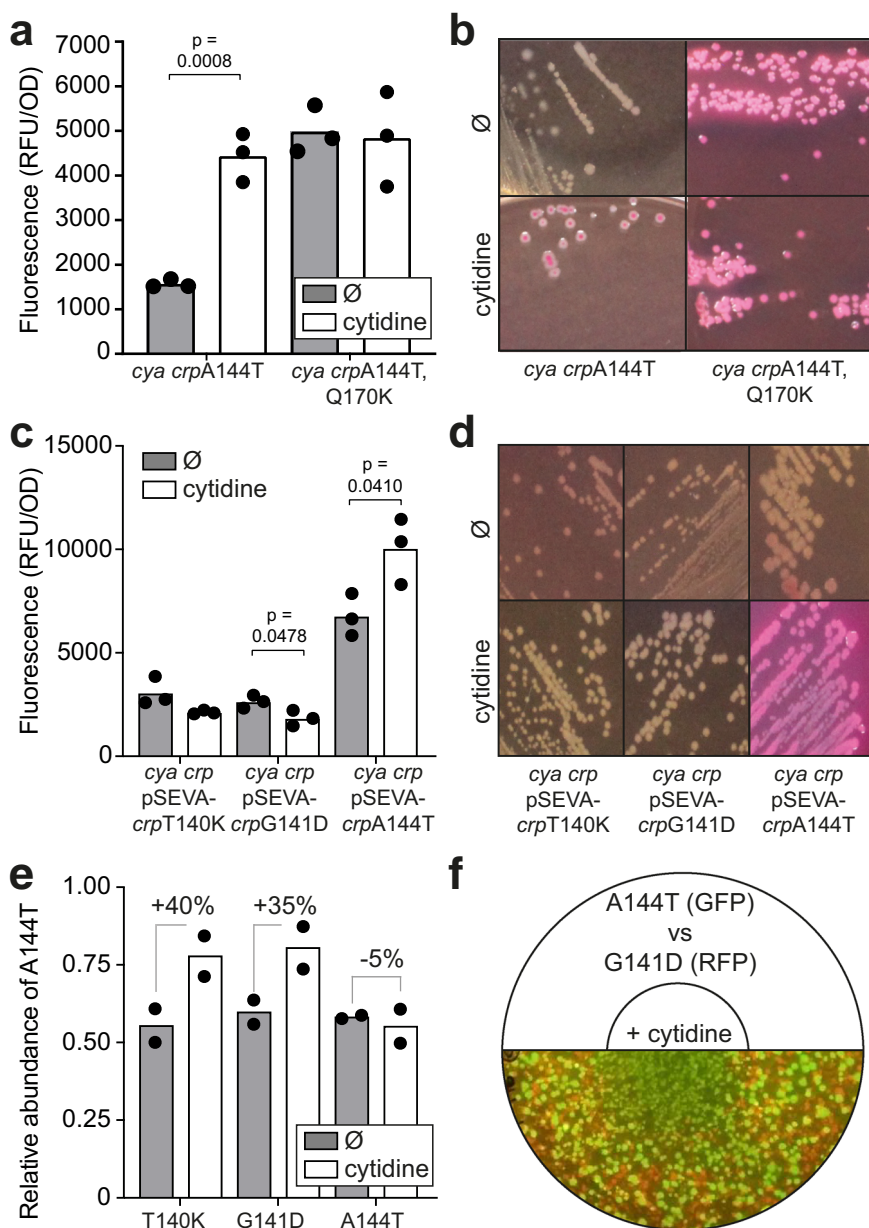 a
Fluorescence (RFU/OD)
7000
6000
5000
4000
3000
2000
1000
0
p =
0.0008
Ø
cytidine
cya crpA144T
cya crpA144T,
Q170K
b
Ø
cytidine
cya crpA144T
cya crpA144T,
Q170K
c
Fluorescence (RFU/OD)
15000
10000
5000
0
Ø
cytidine
p =
0.0478
p =
0.0410
cya crp
pSEVA-
crpT140K
cya crp
pSEVA-
crpG141D
cya crp
pSEVA-
crpA144T
d
Ø
cytidine
cya crp
pSEVA-
crpT140K
cya crp
pSEVA-
crpG141D
cya crp
pSEVA-
crpA144T
e
Relative abundance of A144T
1.00
0.75
0.50
0.25
0
+40%
+35%
-5%
Ø
cytidine
T140K
G141D
A144T
f
A144T (GFP)
vs
G141D (RFP)
+ cytidine